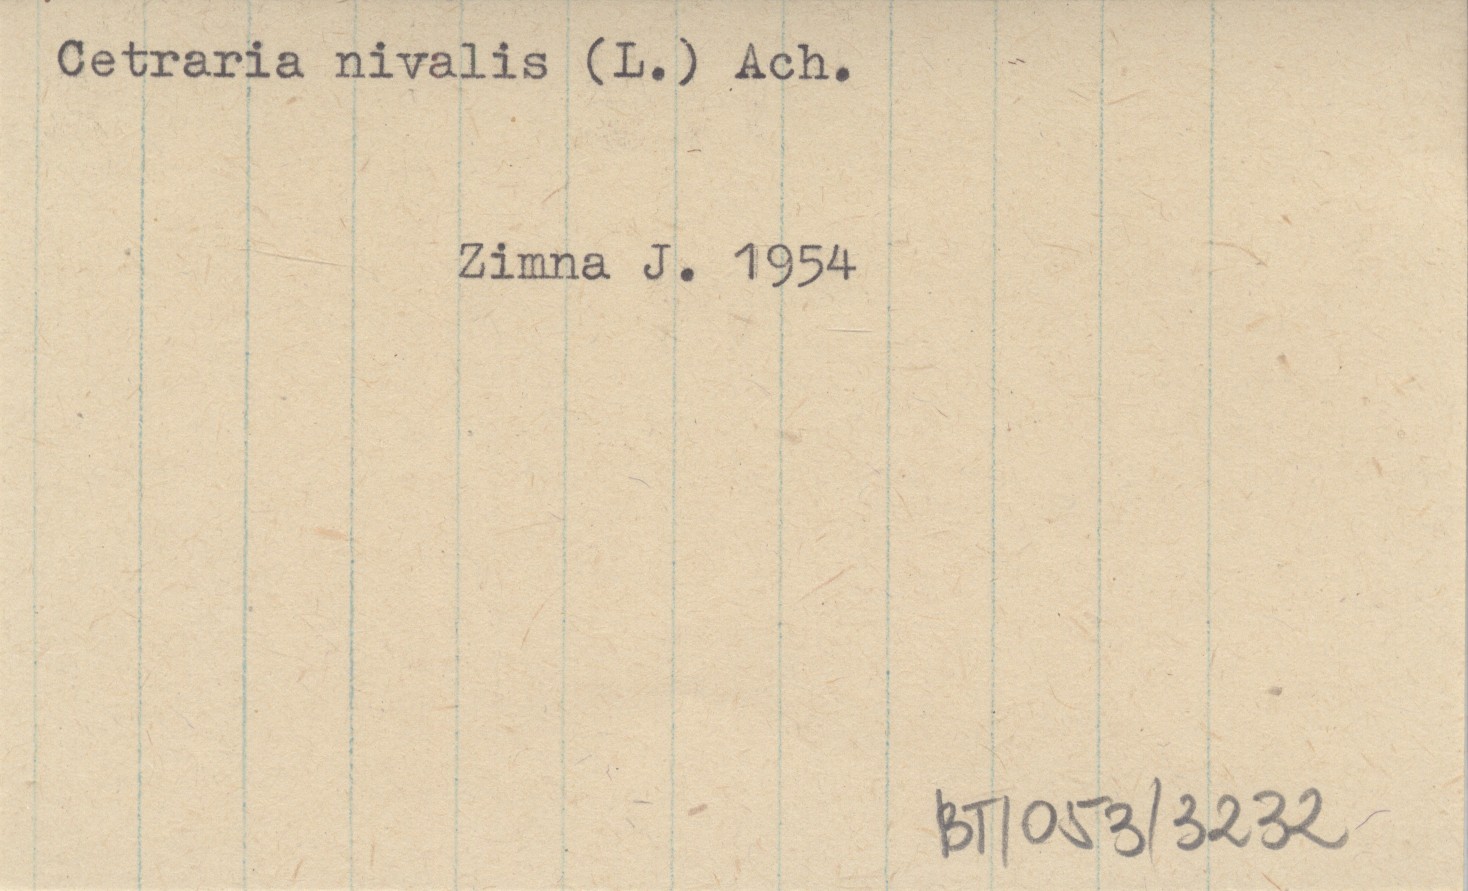 Cetraria nivalis (L.) Ach.
Zimna J. 1954
BT/053/3232